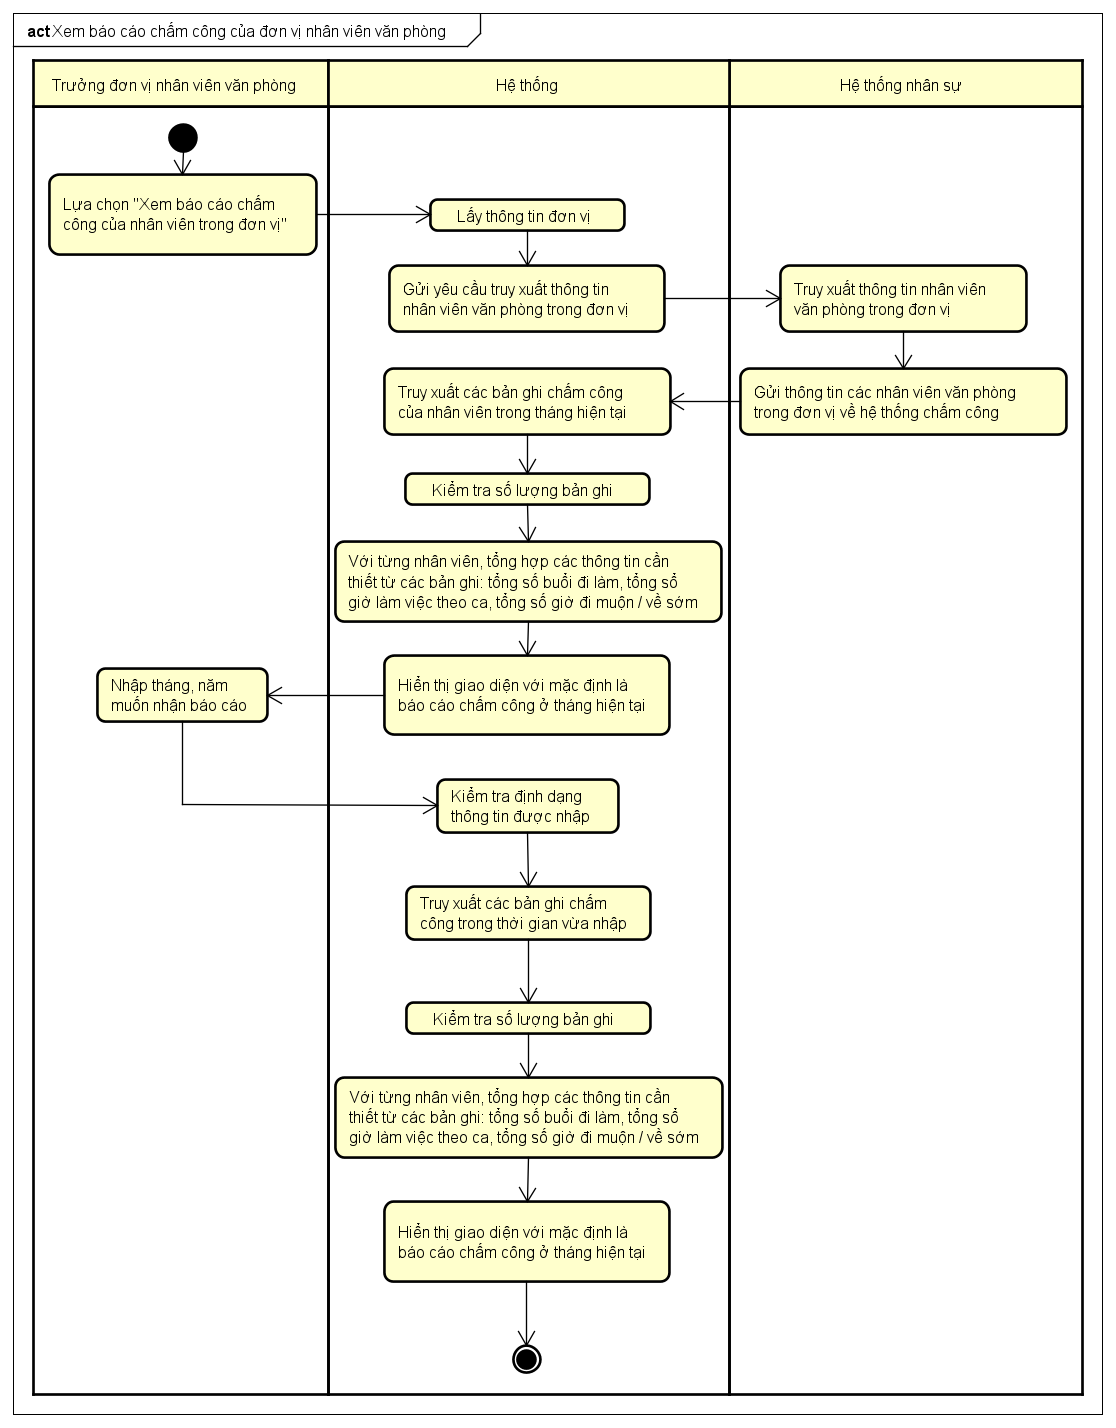 act Xem báo cáo chấm công của đơn vị nhân viên văn phòng
Trưởng đơn vị nhân viên văn phòng
Hệ thống
Hệ thống nhân sự
Lựa chọn "Xem báo cáo chấm
công của nhân viên trong đơn vị"
Lấy thông tin đơn vị
Gửi yêu cầu truy xuất thông tin
nhân viên văn phòng trong đơn vị
Truy xuất thông tin nhân viên
văn phòng trong đơn vị
Gửi thông tin các nhân viên văn phòng
trong đơn vị về hệ thống chấm công
Truy xuất các bản ghi chấm công
của nhân viên trong tháng hiện tại
Kiểm tra số lượng bản ghi
Với từng nhân viên, tổng hợp các thông tin cần
thiết từ các bản ghi: tổng số buổi đi làm, tổng số
giờ làm việc theo ca, tổng số giờ đi muộn / về sớm
Hiển thị giao diện với mặc định là
báo cáo chấm công ở tháng hiện tại
Nhập tháng, năm
muốn nhận báo cáo
Kiểm tra định dạng
thông tin được nhập
Truy xuất các bản ghi chấm
công trong thời gian vừa nhập
Kiểm tra số lượng bản ghi
Với từng nhân viên, tổng hợp các thông tin cần
thiết từ các bản ghi: tổng số buổi đi làm, tổng số
giờ làm việc theo ca, tổng số giờ đi muộn / về sớm
Hiển thị giao diện với mặc định là
báo cáo chấm công ở tháng hiện tại